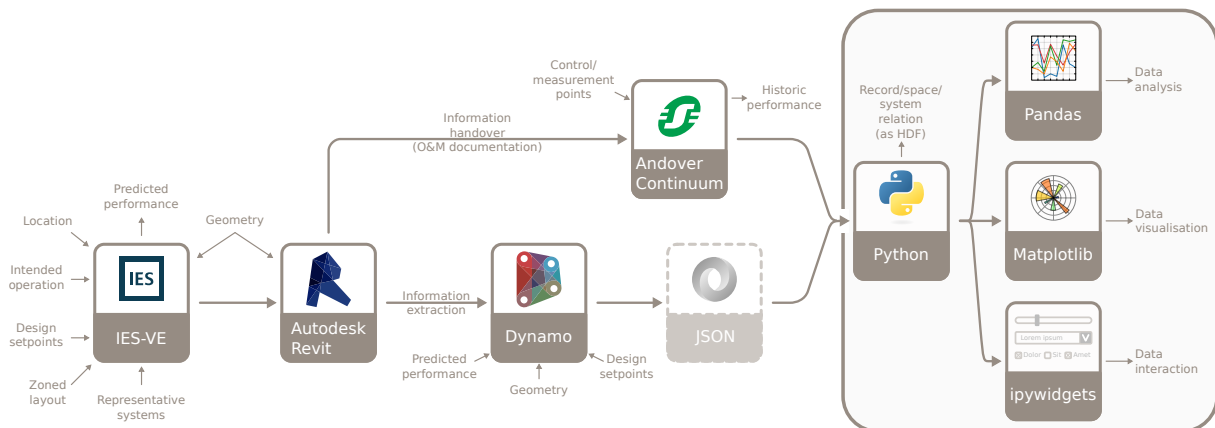 Control/
measurement
points
Historic
performance
Information
handover
(O&M documentation)
Andover
Continuum
Record/space/
system
relation
(as HDF)
Python
Pandas
Data
analysis
Matplotlib
Data
visualisation
Lorem ipsum
Dolor
Sit
Amet
ipywidgets
Data
interaction
Predicted
performance
Location
Geometry
Intended
operation
IES
Design
setpoints
IES-VE
Zoned
layout
Representative
systems
Autodesk
Revit
Information
extraction
Dynamo
Predicted
performance
Geometry
Design
setpoints
JSON